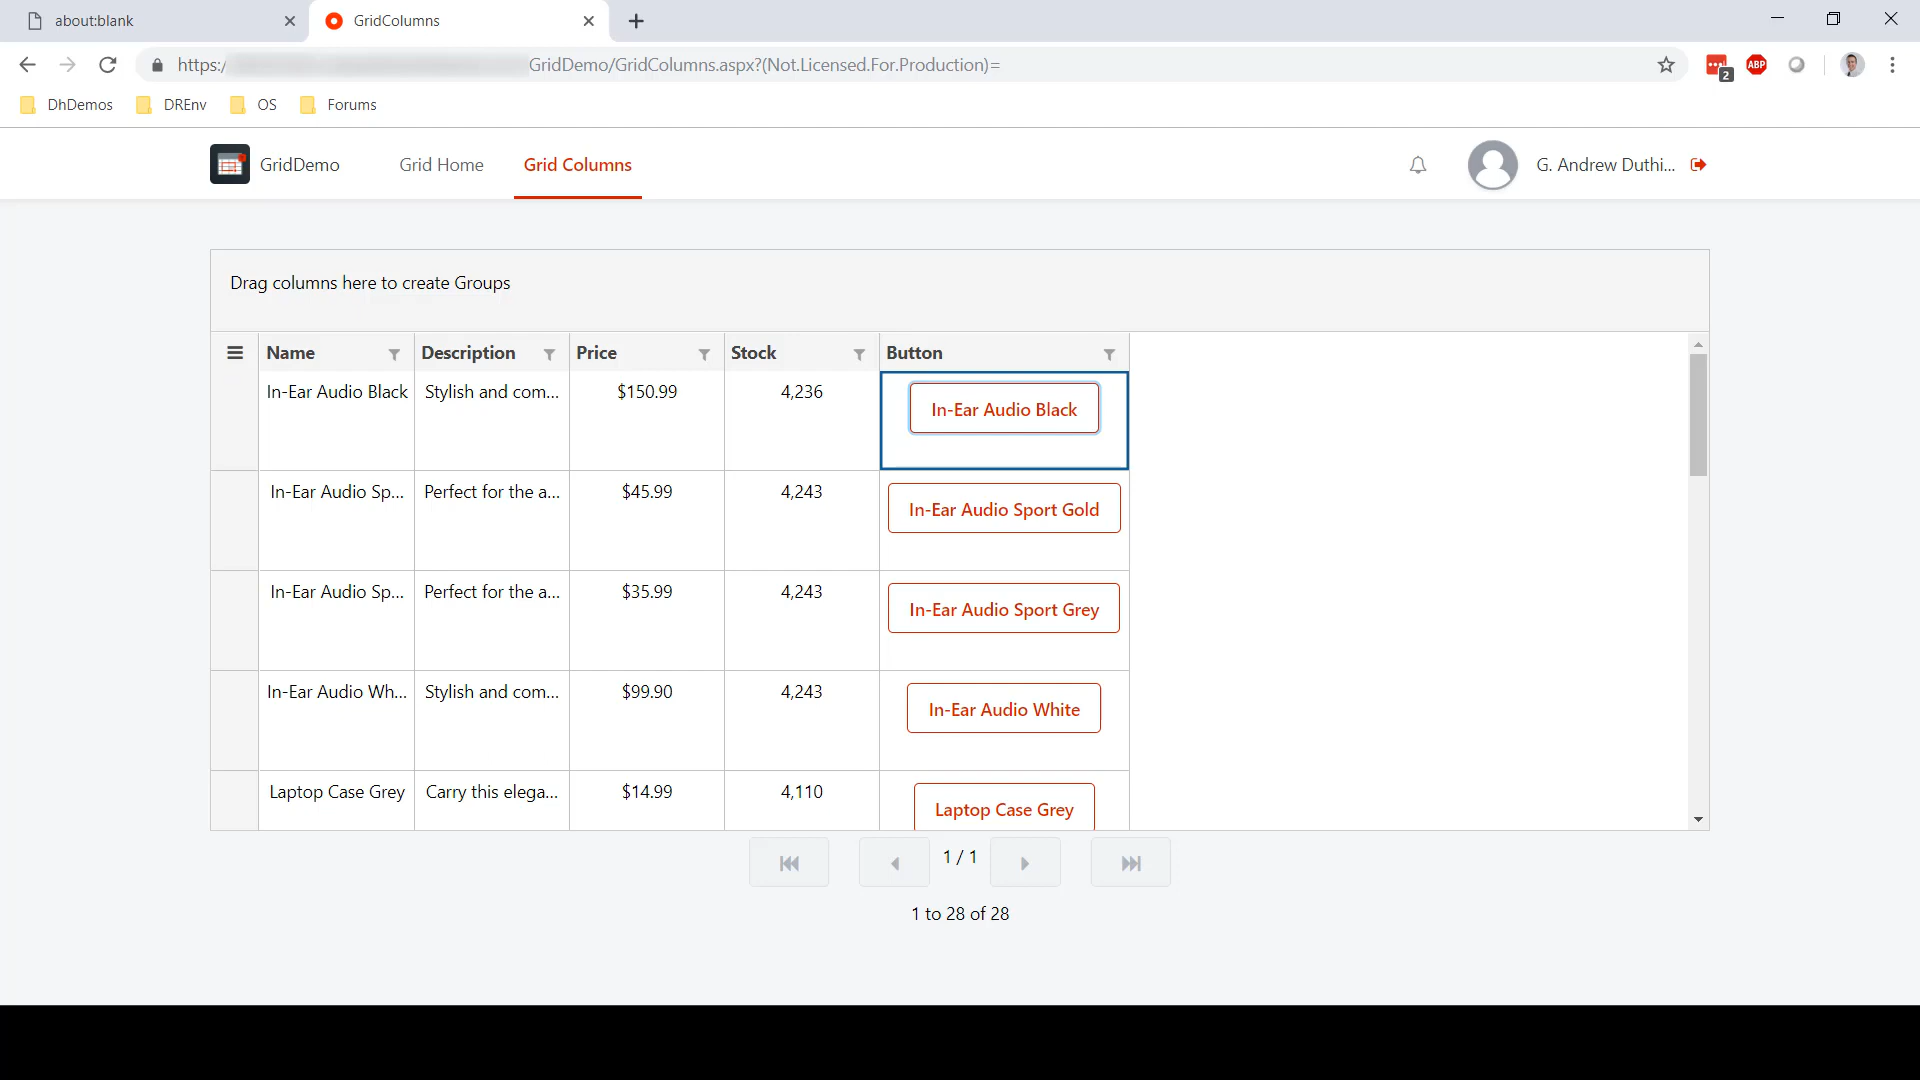 about:blank
GridColumns
https:/ GridDemo/GridColumns.aspx?(Not.Licensed.For.Production)=
2
ABP
DhDemos DREnv OS Forums
GridDemo Grid Home Grid Columns G. Andrew Duthi...
Drag columns here to create Groups
Name Description Price Stock Button
In-Ear Audio Black Stylish and com... $150.99 4,236 In-Ear Audio Black
In-Ear Audio Sp... Perfect for the a... $45.99 4,243 In-Ear Audio Sport Gold
In-Ear Audio Sp... Perfect for the a... $35.99 4,243 In-Ear Audio Sport Grey
In-Ear Audio Wh... Stylish and com... $99.90 4,243 In-Ear Audio White
Laptop Case Grey Carry this elega... $14.99 4,110 Laptop Case Grey
1 / 1
1 to 28 of 28